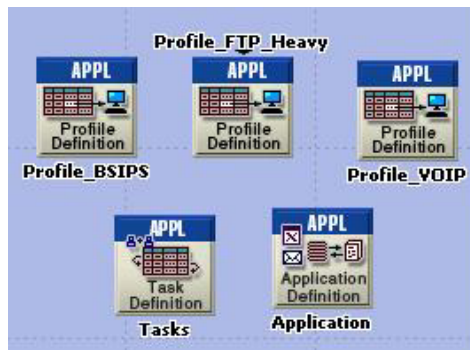 Profile_FTP_Heavy
APPL
APPL
APPL
Profile
Definition
Profile
Definition
Profile
Definition
Profile_BSIPS
Profile_VOIP
APPL
APPL
Task
Definition
Application
Definition
Tasks
Application